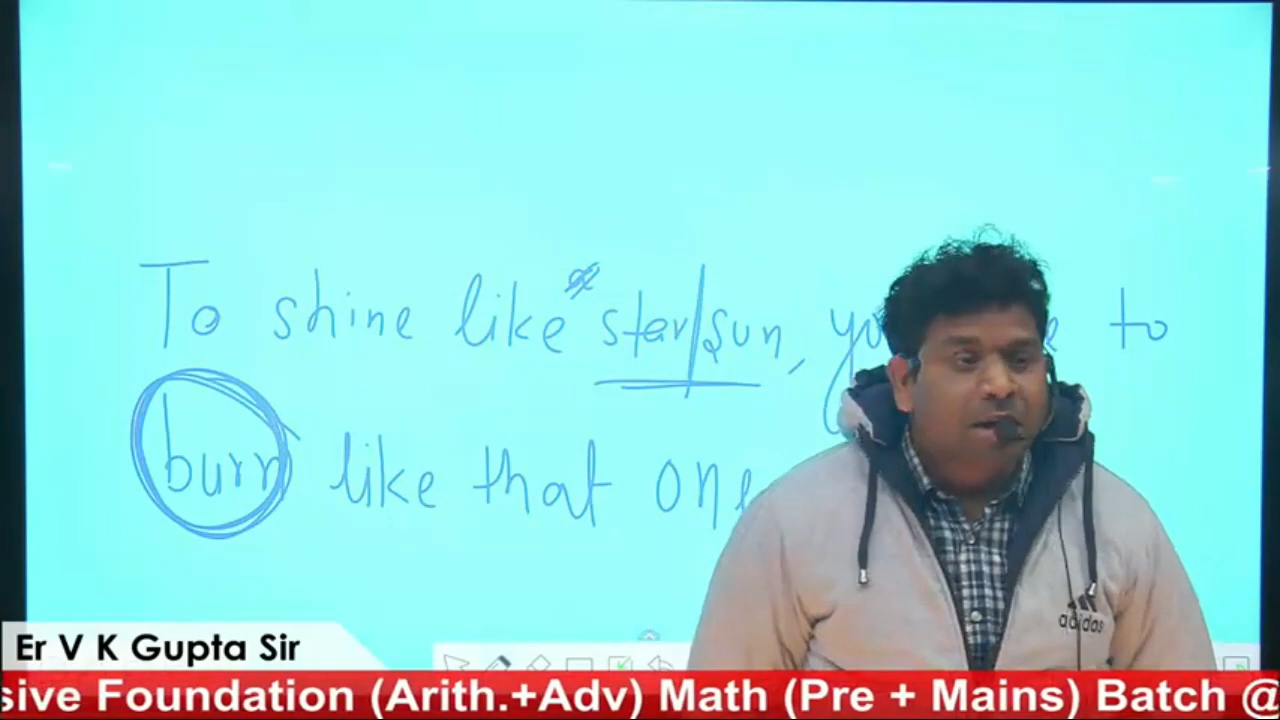 To shine like star/sun, to
burn like that one
adidas
Er V K Gupta Sir
sive Foundation (Arith.+Adv) Math (Pre + Mains) Batch @